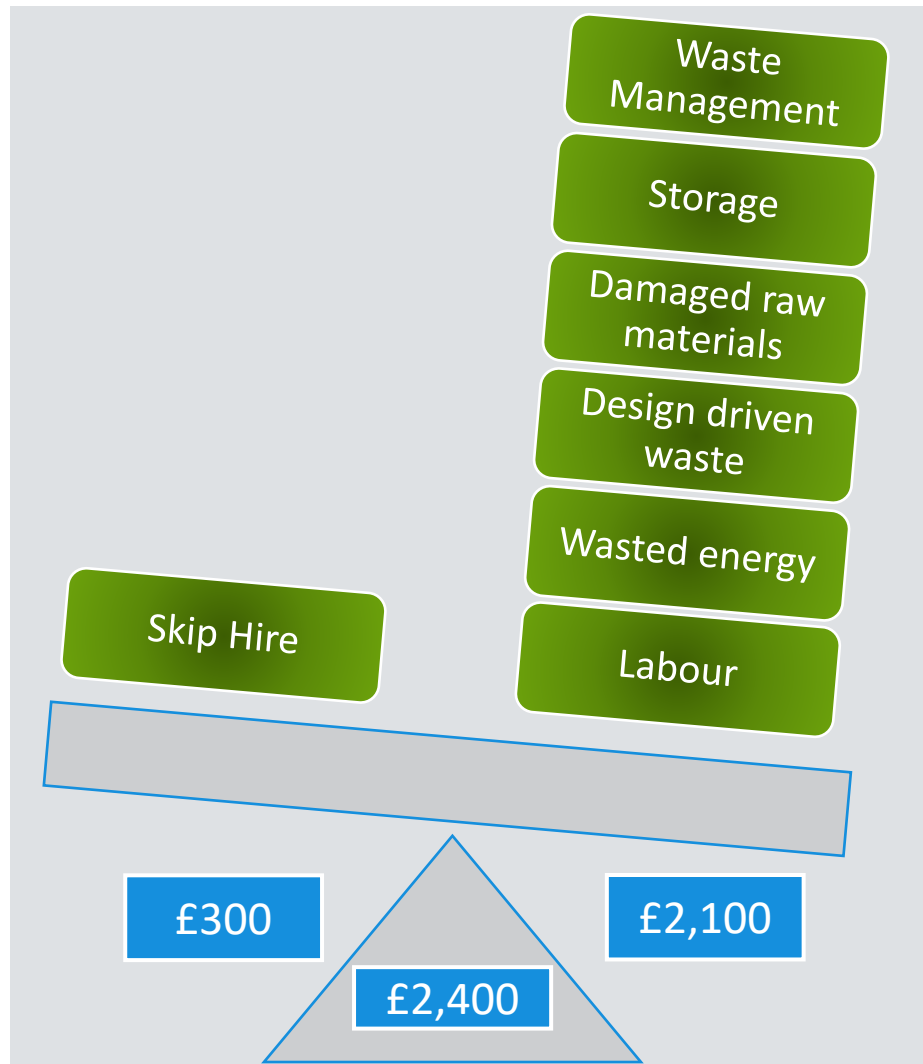 Waste
Management
Storage
Damaged raw
materials
Design driven
waste
Wasted energy
Skip Hire
Labour
£300
£2,100
£2,400